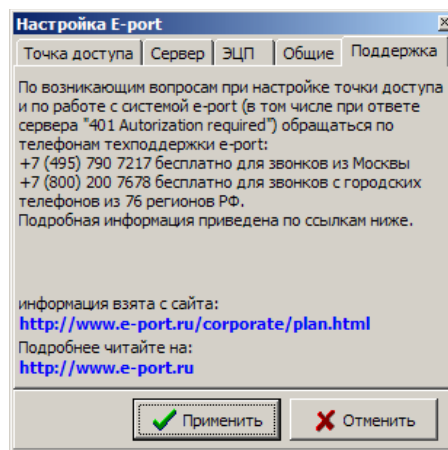 Настройка E-port
Точка доступа Сервер ЭЦП Общие Поддержка
По возникающим вопросам при настройке точки доступа
и по работе с системой e-port (в том числе при ответе
сервера "401 Autorization required") обращаться по
телефонам техподдержки e-port:
+7 (495) 790 7217 бесплатно для звонков из Москвы
+7 (800) 200 7678 бесплатно для звонков с городских
телефонов из 76 регионов РФ.
Подробная информация приведена по ссылкам ниже.
информация взята с сайта:
http://www.e-port.ru/corporate/plan.html
Подробнее читайте на:
http://www.e-port.ru
Применить Отменить